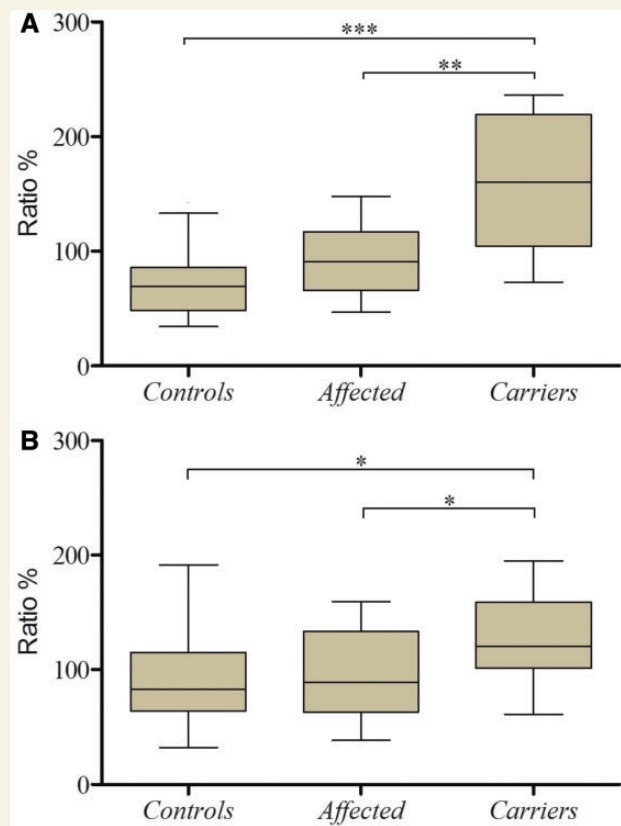 A
300
***
**
200
Ratio %
100
0
Controls Affected Carriers
B
300
*
*
200
Ratio %
100
0
Controls Affected Carriers